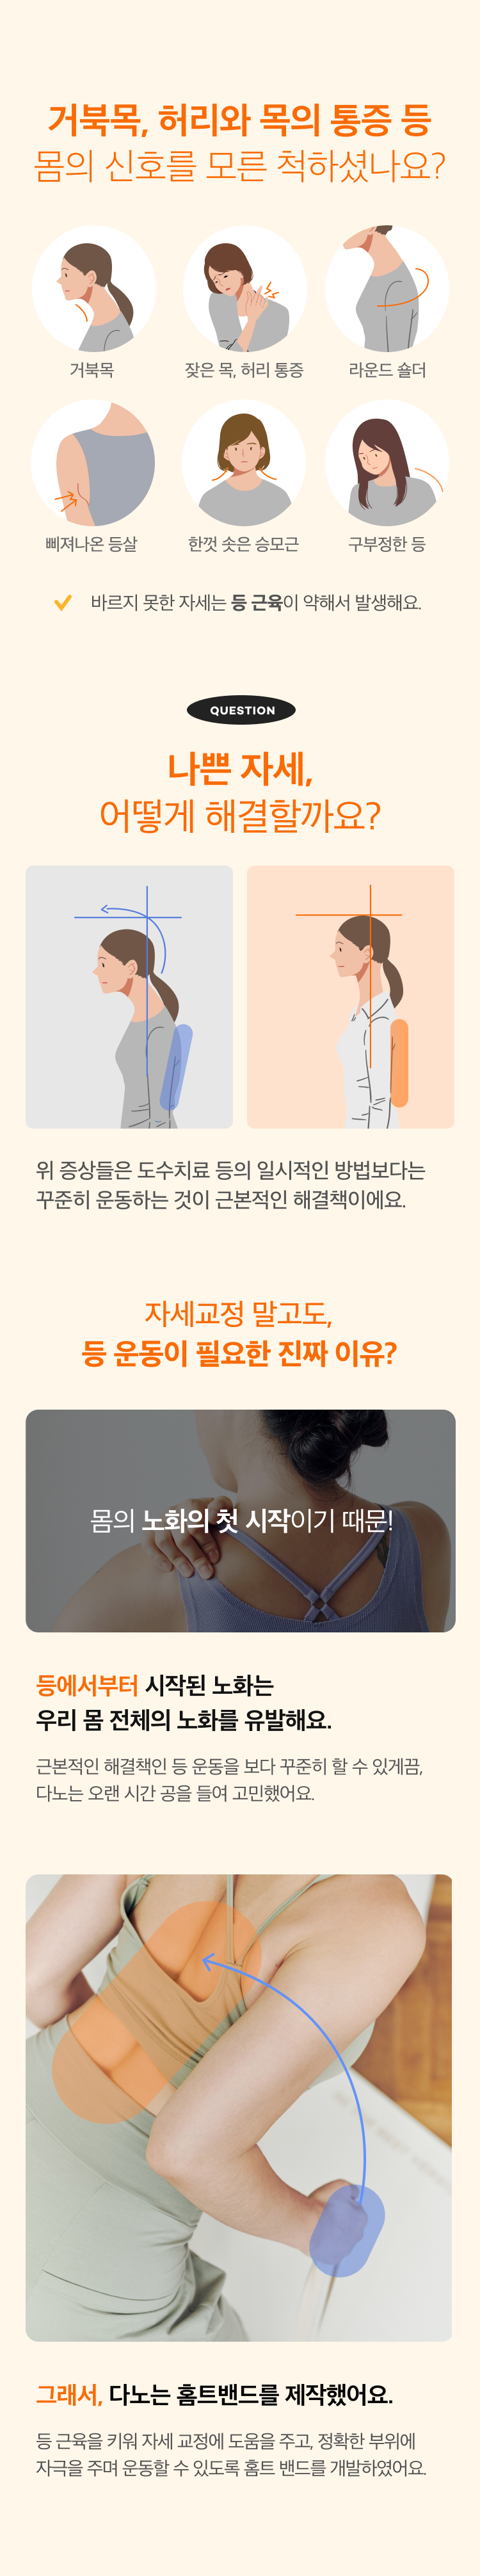 거북목, 허리와 목의 통증 등
몸의 신호를 모른 척하셨나요?
거북목
잦은 목, 허리 통증
라운드 숄더
삐져나온 등살
한껏 솟은 승모근
구부정한 등
바르지 못한 자세는 등 근육이 약해서 발생해요.
QUESTION
나쁜 자세,
어떻게 해결할까요?
위 증상들은 도수치료 등의 일시적인 방법보다는
꾸준히 운동하는 것이 근본적인 해결책이에요.
자세교정 말고도,
등 운동이 필요한 진짜 이유?
몸의 노화의 첫 시작이기 때문!
등에서부터 시작된 노화는
우리 몸 전체의 노화를 유발해요.
근본적인 해결책인 등 운동을 보다 꾸준히 할 수 있게끔,
다노는 오랜 시간 공을 들여 고민했어요.
그래서, 다노는 홈트밴드를 제작했어요.
등 근육을 키워 자세 교정에 도움을 주고, 정확한 부위에
자극을 주며 운동할 수 있도록 홈트 밴드를 개발하였어요.